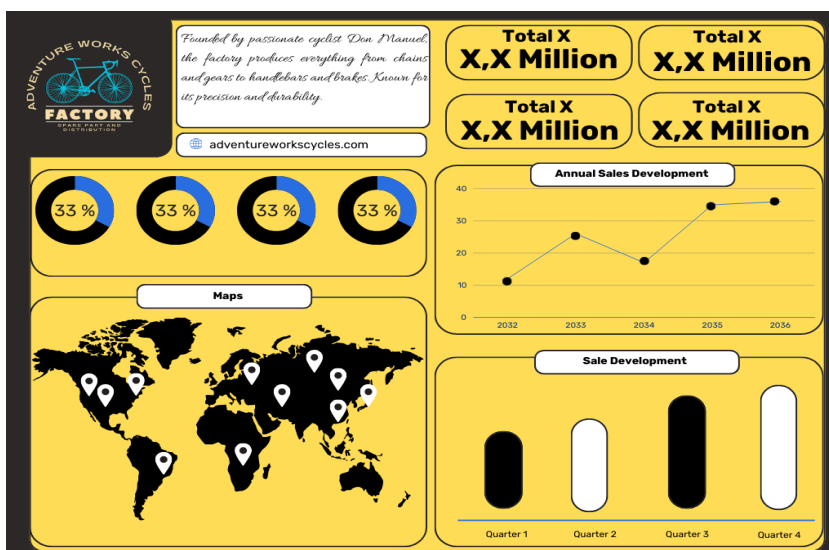 ADVENTURE WORKS CYCLES
FACTORY
SPARE PART AND
DISTRIBUTION
Founded by passionate cyclist Don Manuel,
the factory produces everything from chains
and gears to handlebars and brakes. Known for
its precision and durability.
adventureworkscycles.com
Total X
X,X Million
Total X
X,X Million
Total X
X,X Million
Total X
X,X Million
33 %
33 %
33 %
33 %
Annual Sales Development
40
30
20
10
0
2032 2033 2034 2035 2036
Maps
Sale Development
Quarter 1 Quarter 2 Quarter 3 Quarter 4